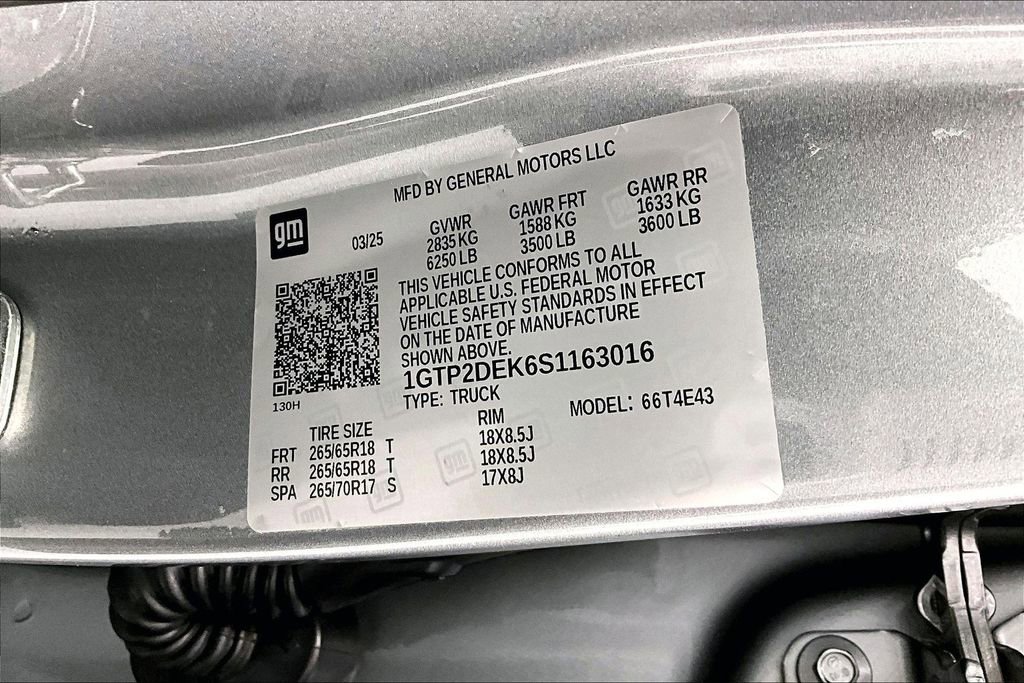 MFD BY GENERAL MOTORS LLC
gm
03/25
GVWR
2835 KG
6250 LB
GAWR FRT
1588 KG
3500 LB
GAWR RR
1633 KG
3600 LB
THIS VEHICLE CONFORMS TO ALL
APPLICABLE U.S. FEDERAL MOTOR
VEHICLE SAFETY STANDARDS IN EFFECT
ON THE DATE OF MANUFACTURE
SHOWN ABOVE.
1GTP2DEK6S1163016
TYPE: TRUCK
MODEL: 66T4E43
130H
TIRE SIZE RIM
FRT 265/65R18 T 18X8.5J
RR 265/65R18 T 18X8.5J
SPA 265/70R17 S 17X8J
gm